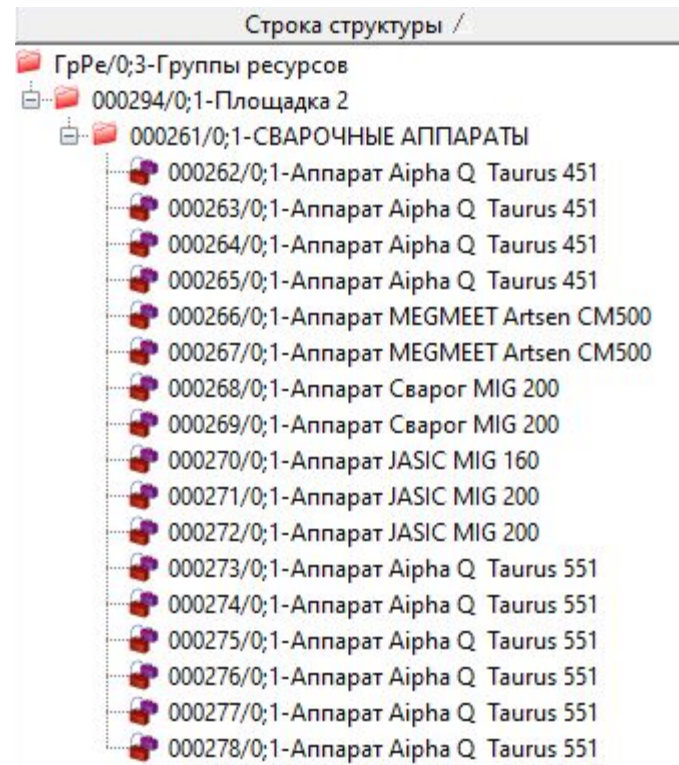 Строка структуры /
ГрРе/0;3-Группы ресурсов
000294/0;1-Площадка 2
000261/0;1-СВАРОЧНЫЕ АППАРАТЫ
000262/0;1-Аппарат Aipha Q  Taurus 451
000263/0;1-Аппарат Aipha Q  Taurus 451
000264/0;1-Аппарат Aipha Q  Taurus 451
000265/0;1-Аппарат Aipha Q  Taurus 451
000266/0;1-Аппарат MEGMEET Artsen CM500
000267/0;1-Аппарат MEGMEET Artsen CM500
000268/0;1-Аппарат Сварог MIG 200
000269/0;1-Аппарат Сварог MIG 200
000270/0;1-Аппарат JASIC MIG 160
000271/0;1-Аппарат JASIC MIG 200
000272/0;1-Аппарат JASIC MIG 200
000273/0;1-Аппарат Aipha Q  Taurus 551
000274/0;1-Аппарат Aipha Q  Taurus 551
000275/0;1-Аппарат Aipha Q  Taurus 551
000276/0;1-Аппарат Aipha Q  Taurus 551
000277/0;1-Аппарат Aipha Q  Taurus 551
000278/0;1-Аппарат Aipha Q  Taurus 551